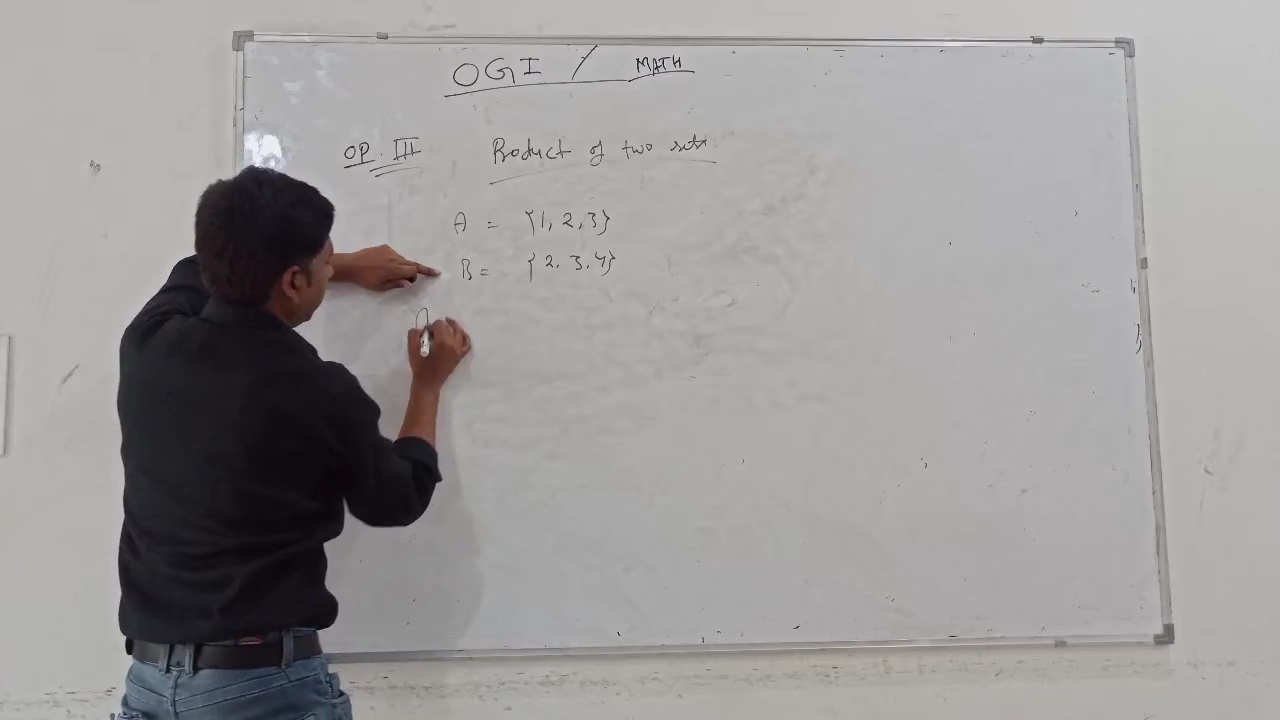 OGI / MATH
OP. III Product of two sets
A = {1, 2, 3}
B = {2, 3, 4}
A